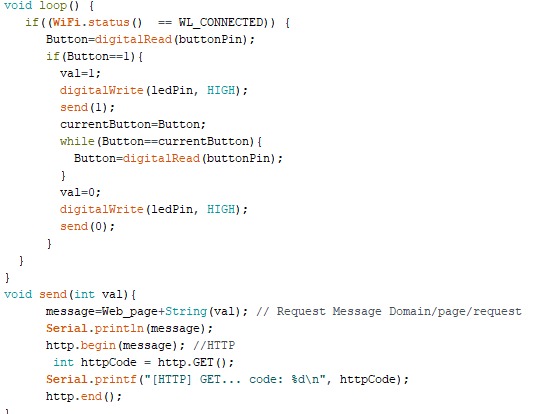 void loop() {
if((WiFi.status()  == WL_CONNECTED)) {
Button=digitalRead(buttonPin);
if(Button==1){
val=1;
digitalWrite(ledPin, HIGH);
send(1);
currentButton=Button;
while(Button==currentButton){
Button=digitalRead(buttonPin);
}
val=0;
digitalWrite(ledPin, HIGH);
send(0);
}
}
}
void send(int val){
message=Web_page+String(val); // Request Message Domain/page/request
Serial.println(message);
http.begin(message); //HTTP
int httpCode = http.GET();
Serial.printf("[HTTP] GET... code: %d\n", httpCode);
http.end();
}